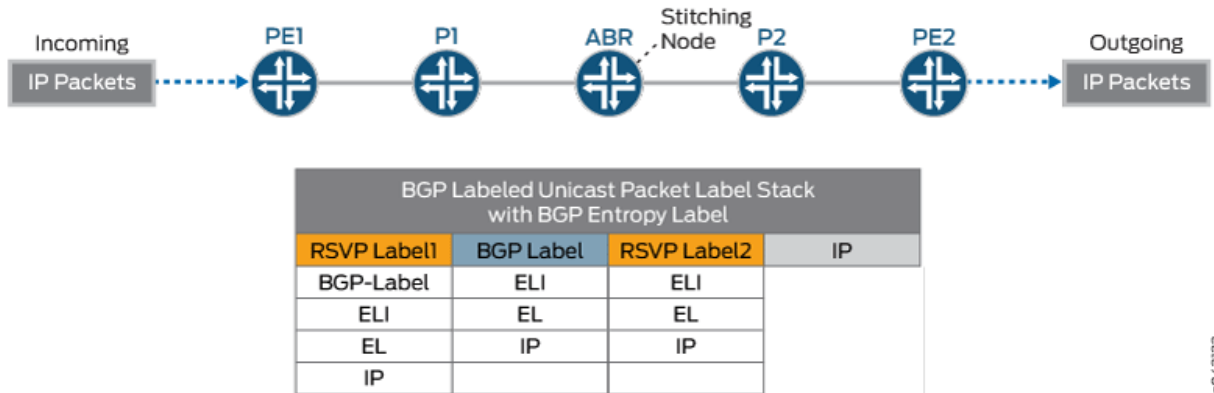 Incoming
IP Packets
PE1
P1
ABR
Stitching
Node
P2
PE2
Outgoing
IP Packets
BGP Labeled Unicast Packet Label Stack
with BGP Entropy Label
RSVP Label1 BGP Label RSVP Label2 IP
BGP-Label ELI ELI
ELI EL EL
EL IP IP
IP